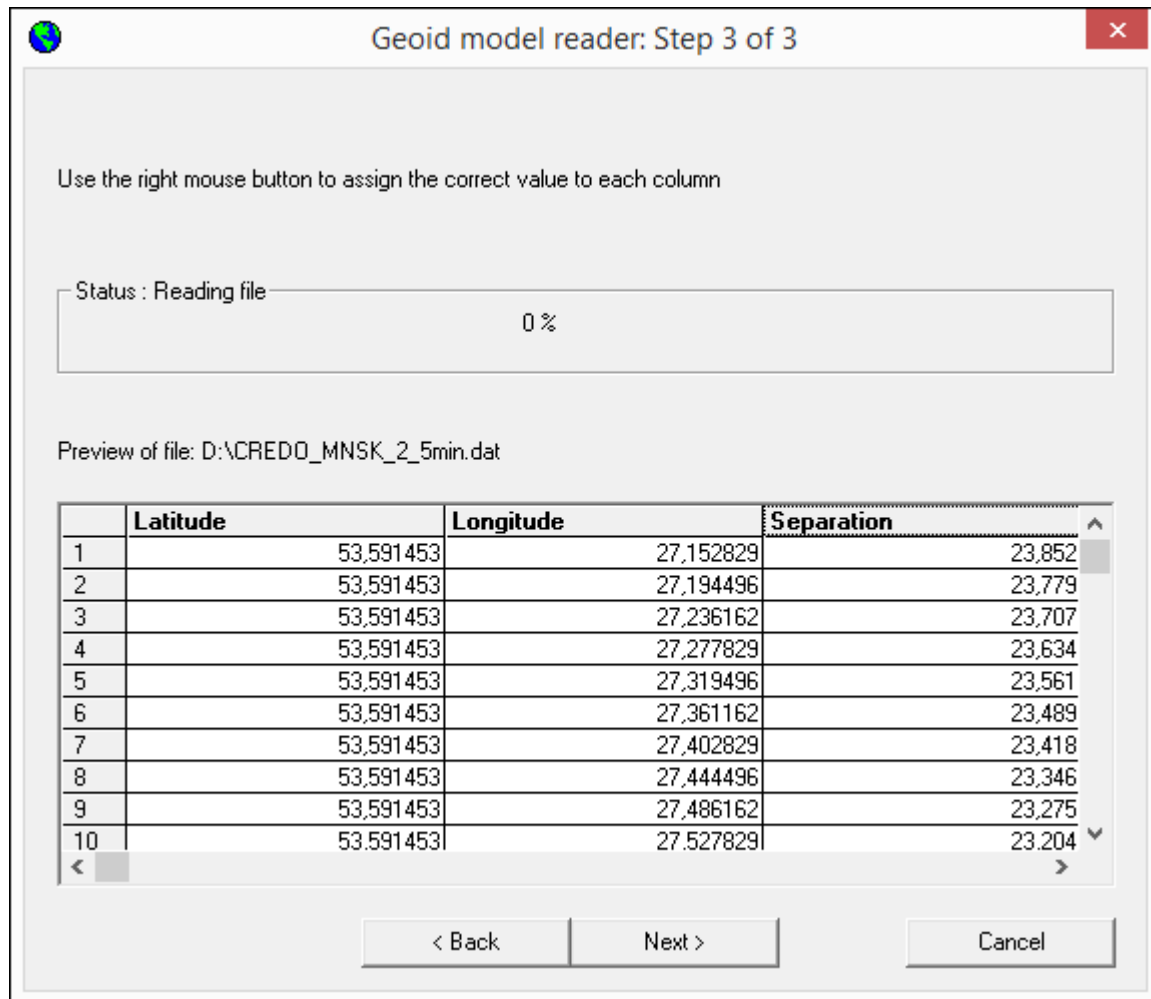 Geoid model reader: Step 3 of 3
Use the right mouse button to assign the correct value to each column
Status : Reading file
0 %
Preview of file: D:\CREDO_MNSK_2_5min.dat
Latitude Longitude Separation
1 53,591453 27,152829 23,852
2 53,591453 27,194496 23,779
3 53,591453 27,236162 23,707
4 53,591453 27,277829 23,634
5 53,591453 27,319496 23,561
6 53,591453 27,361162 23,489
7 53,591453 27,402829 23,418
8 53,591453 27,444496 23,346
9 53,591453 27,486162 23,275
10 53,591453 27,527829 23,204
< Back Next > Cancel